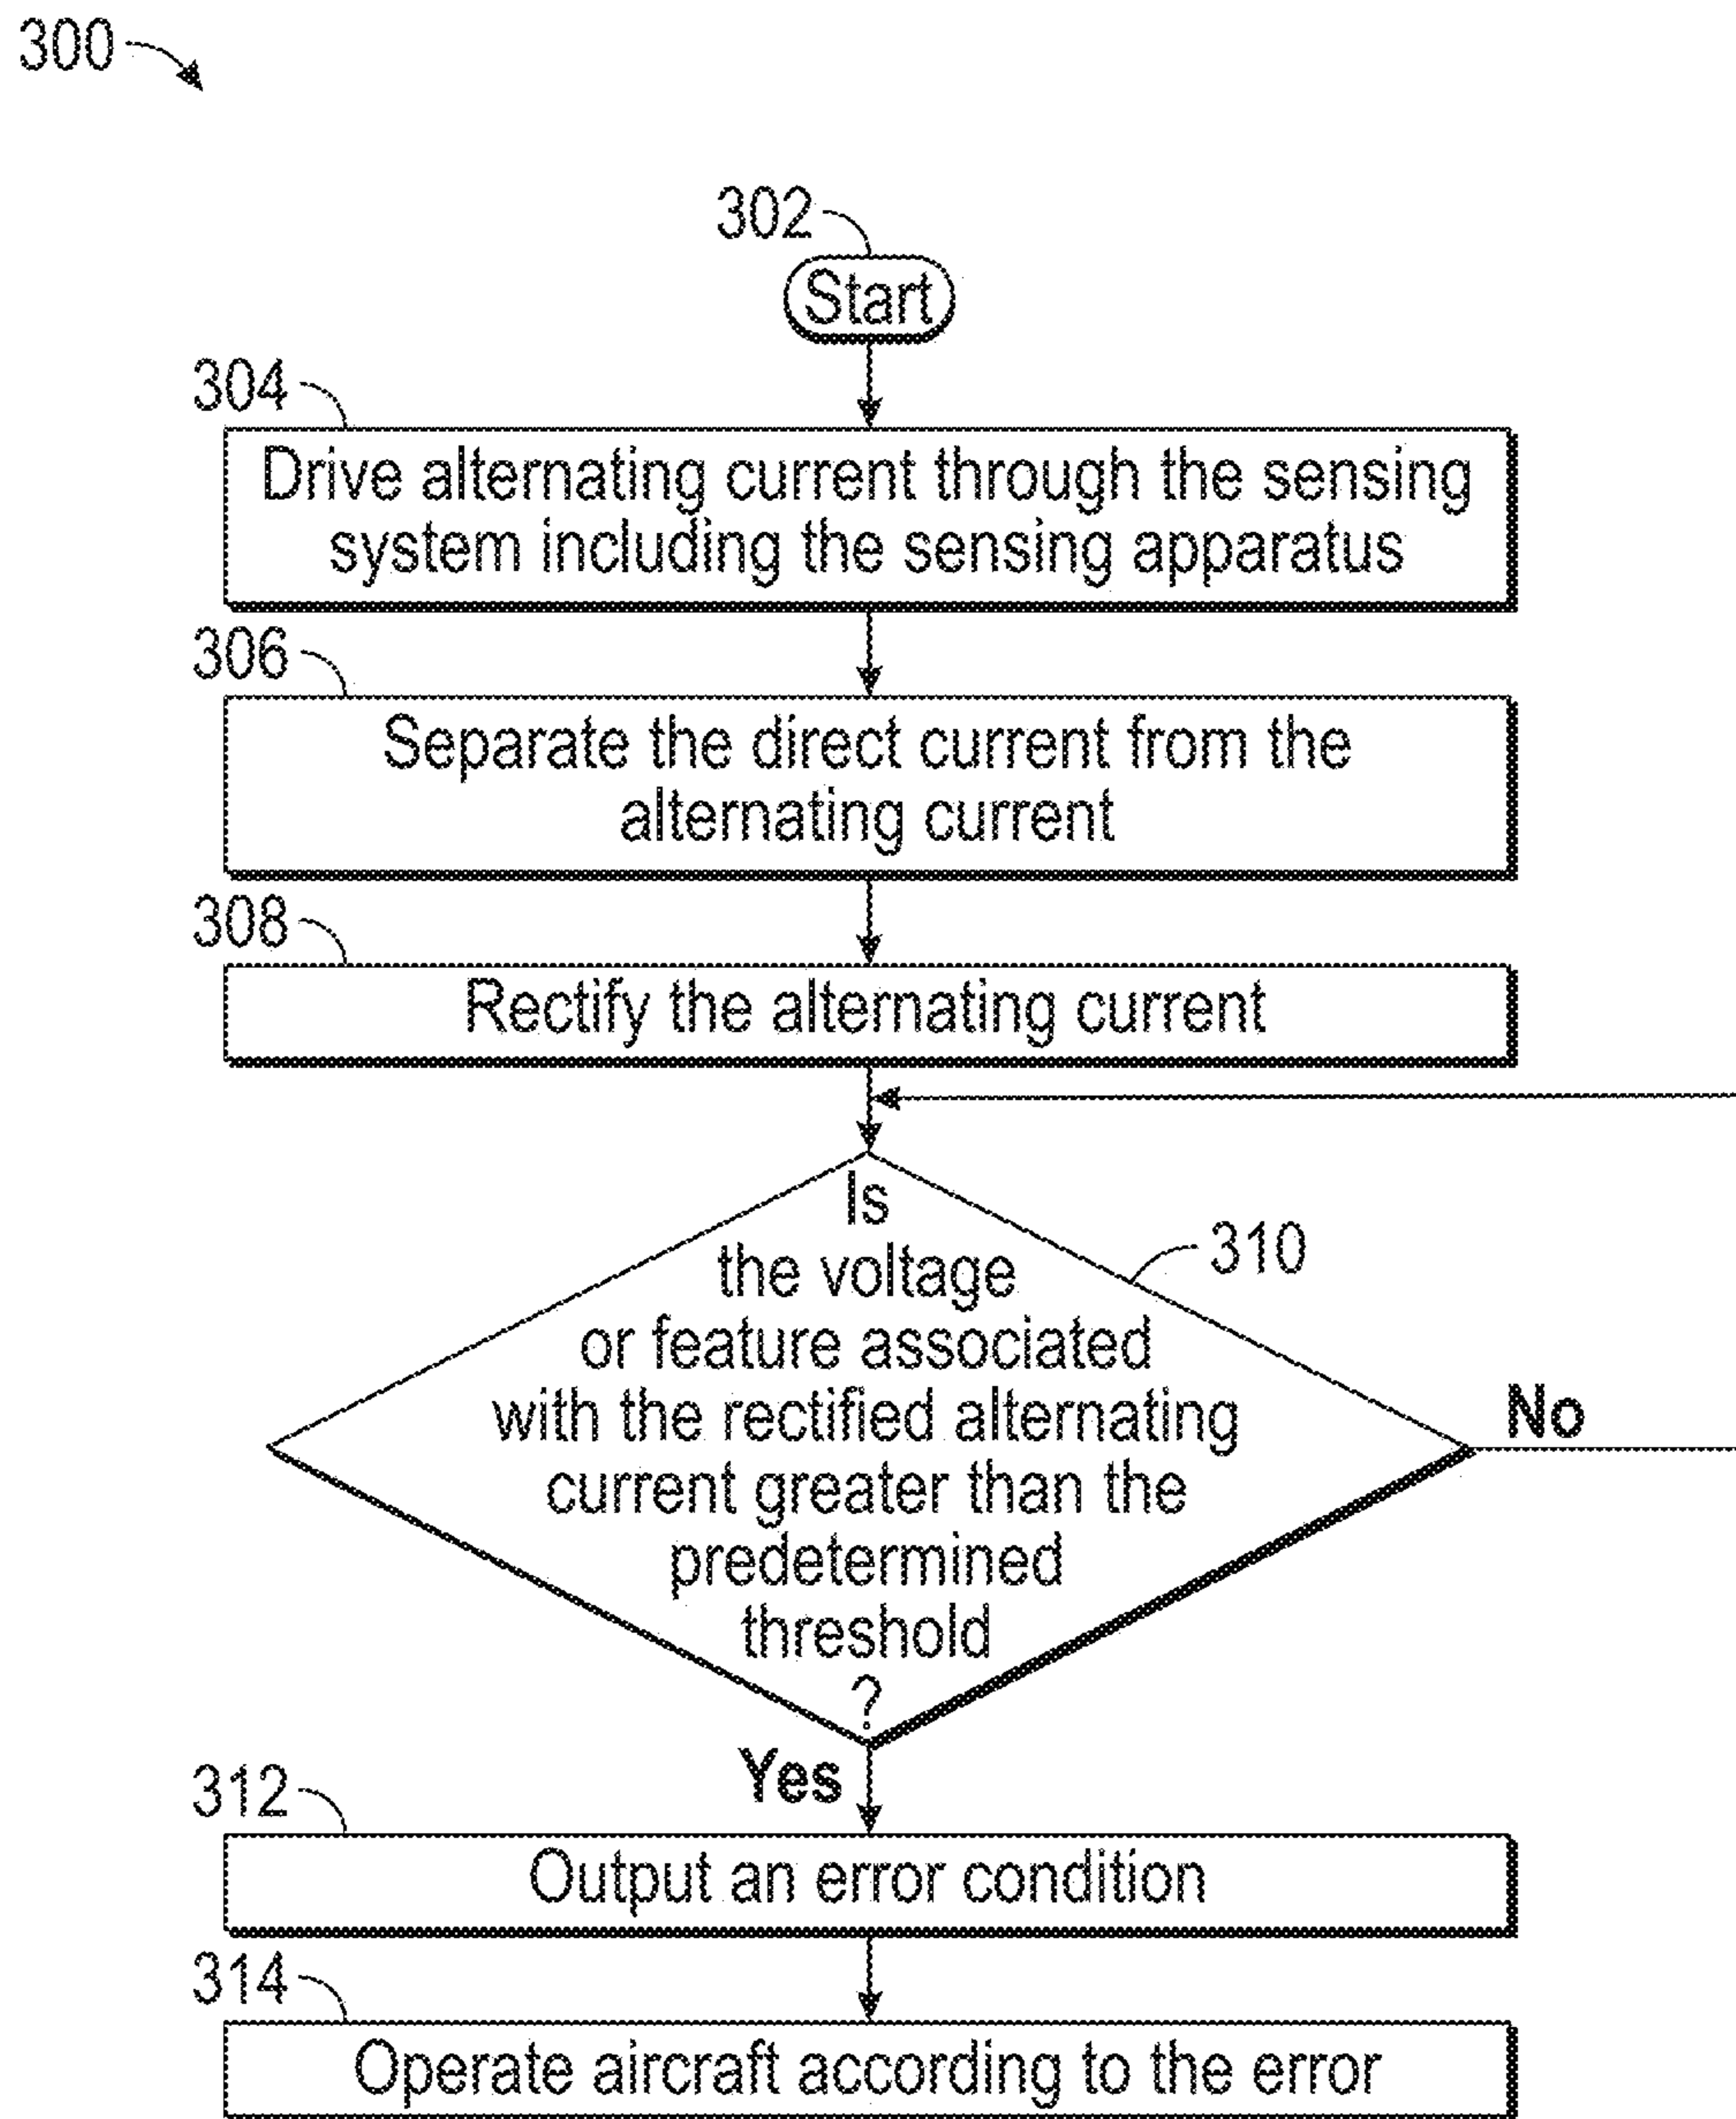 300
302
Start
304
Drive alternating current through the sensing
system including the sensing apparatus
306
Separate the direct current from the
alternating current
308
Rectify the alternating current
Is
the voltage
310
or feature associated
with the rectified alternating
No
current greater than the
predetermined
threshold
?
Yes
312
Output an error condition
314
Operate aircraft according to the error